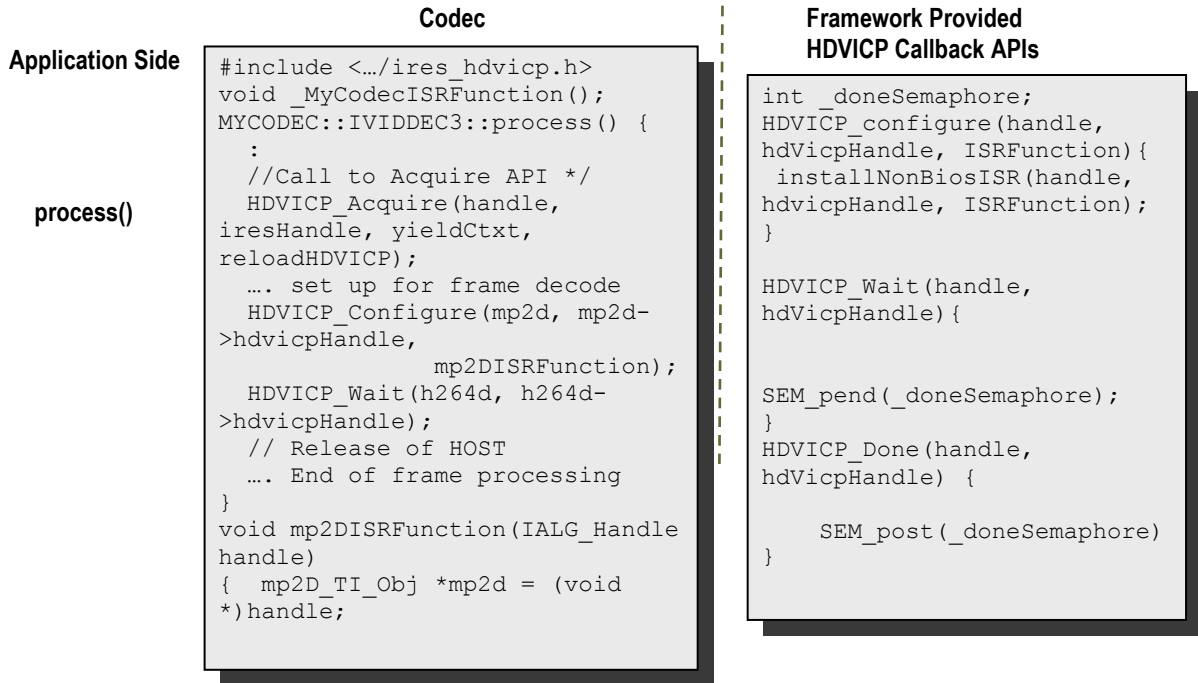 Codec
Framework Provided
HDVICP Callback APIs
Application Side
process()
#include <…/ires_hdvicp.h>
void _MyCodecISRFunction();
MYCODEC::IVIDDEC3::process() {
:
//Call to Acquire API */
HDVICP_Acquire(handle,
iresHandle, yieldCtxt,
reloadHDVICP);
…. set up for frame decode
HDVICP_Configure(mp2d, mp2d-
>hdvicpHandle,
mp2DISRFunction);
HDVICP_Wait(h264d, h264d-
>hdvicpHandle);
// Release of HOST
…. End of frame processing
}
void mp2DISRFunction(IALG_Handle
handle)
{ mp2D_TI_Obj *mp2d = (void
*)handle;
int _doneSemaphore;
HDVICP_configure(handle,
hdVicpHandle, ISRFunction){
installNonBiosISR(handle,
hdvicpHandle, ISRFunction);
}
HDVICP_Wait(handle,
hdVicpHandle){
SEM_pend(_doneSemaphore);
}
HDVICP_Done(handle,
hdVicpHandle) {
SEM_post(_doneSemaphore)
}